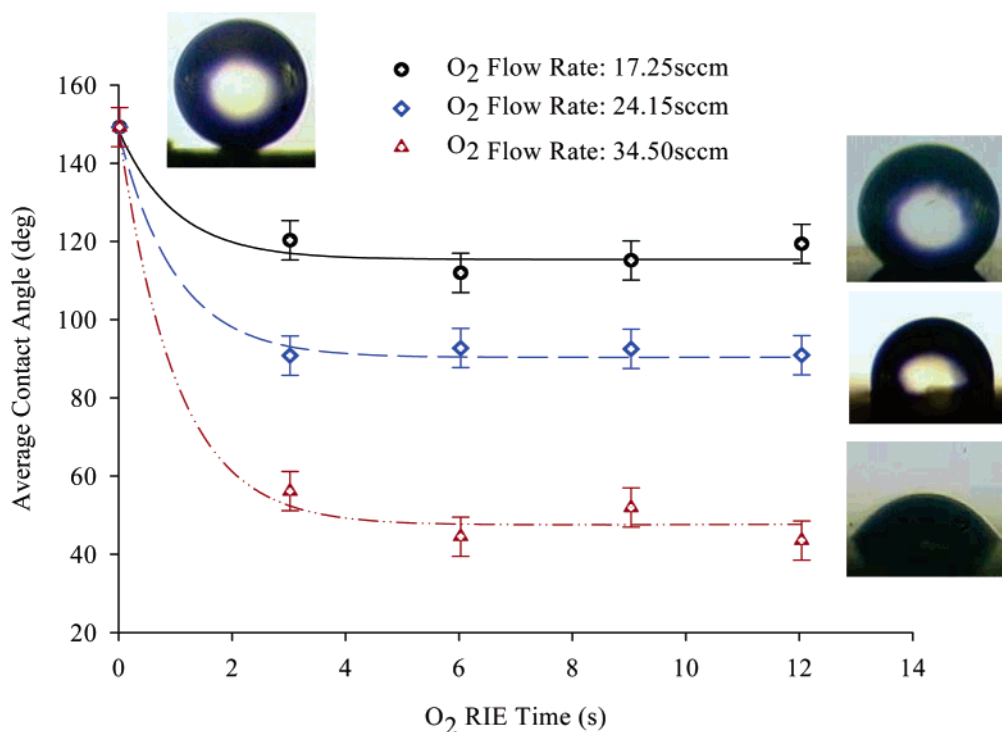 O2 Flow Rate: 17.25sccm
O2 Flow Rate: 24.15sccm
O2 Flow Rate: 34.50sccm
Average Contact Angle (deg)
160
140
120
100
80
60
40
20
0 2 4 6 8 10 12 14
O2 RIE Time (s)